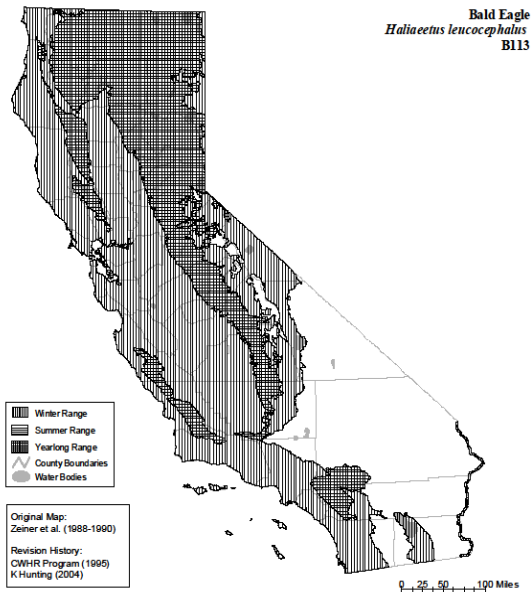 Bald Eagle
Haliaeetus leucocephalus
B113
Winter Range
Summer Range
Yearlong Range
County Boundaries
Water Bodies
Original Map:
Zeiner et al. (1988-1990)
Revision History:
CWHR Program (1995)
K Hunting (2004)
0 25 50 100 Miles